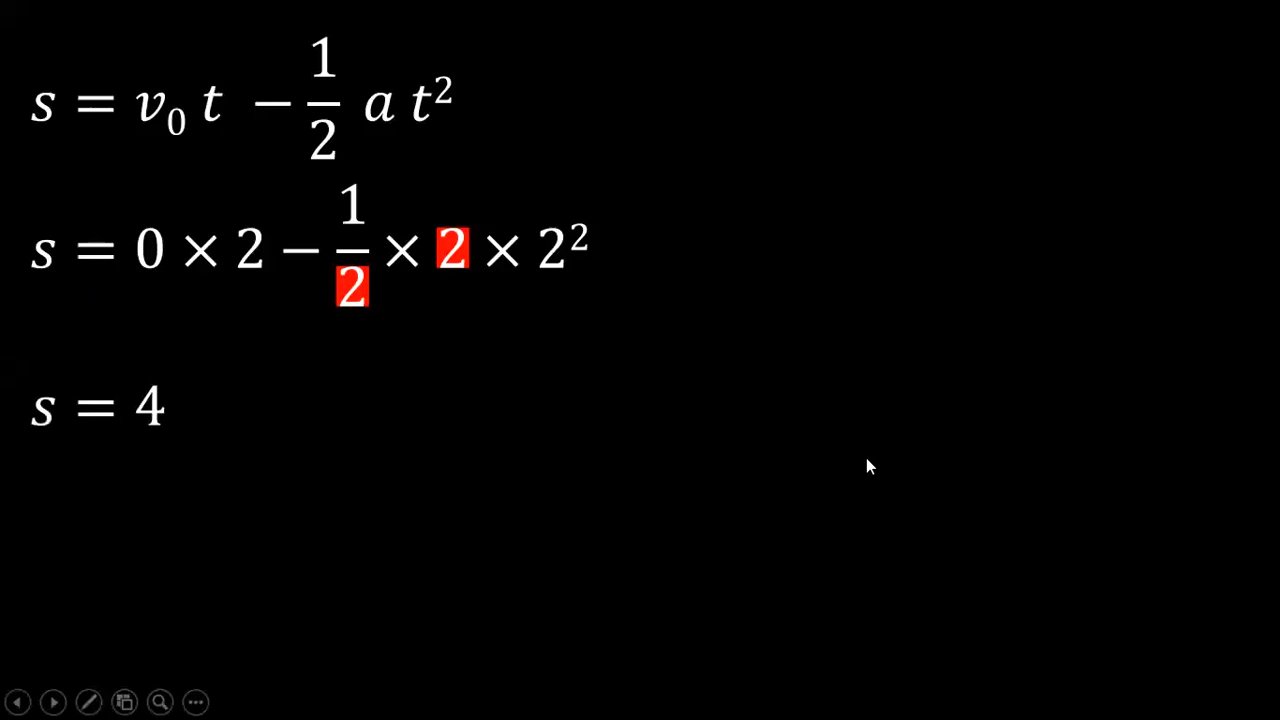 s = v₀ t − 1/2 a t²
s = 0 × 2 − 1/2 × 2 × 2²
s = 4